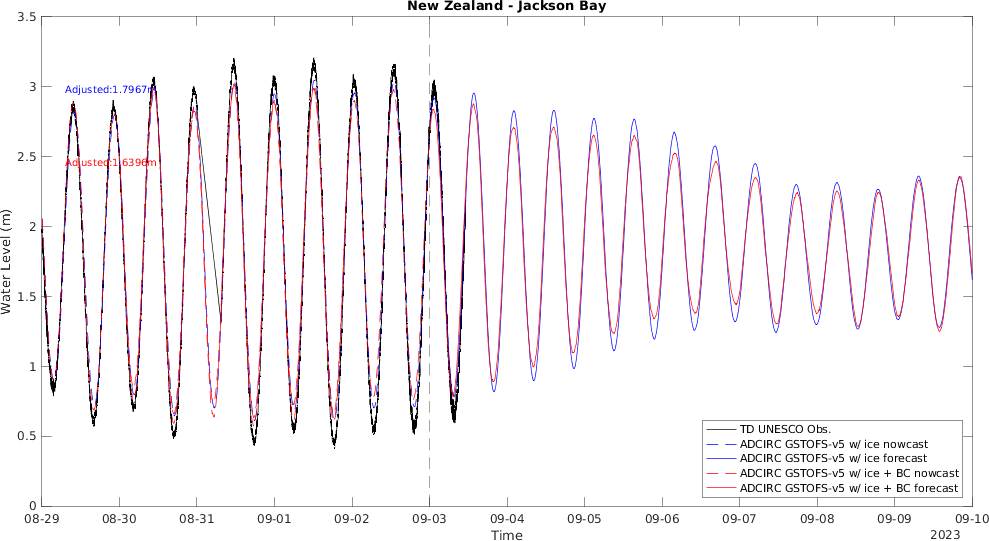 New Zealand - Jackson Bay
Water Level (m)
3.5
3
2.5
2
1.5
1
0.5
0
Adjusted:1.7967m
Adjusted:1.6396m
TD UNESCO Obs.
ADCIRC GSTOFS-v5 w/ ice nowcast
ADCIRC GSTOFS-v5 w/ ice forecast
ADCIRC GSTOFS-v5 w/ ice + BC nowcast
ADCIRC GSTOFS-v5 w/ ice + BC forecast
08-29 08-30 08-31 09-01 09-02 09-03 09-04 09-05 09-06 09-07 09-08 09-09 09-10
Time
2023